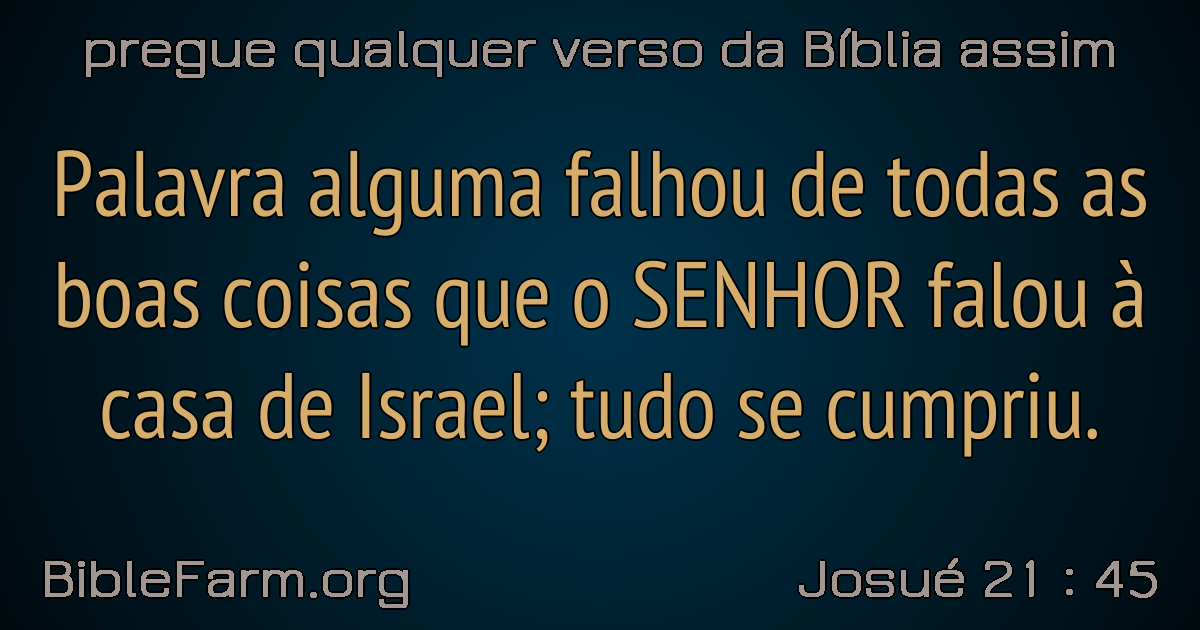 pregue qualquer verso da Bíblia assim
Palavra alguma falhou de todas as
boas coisas que o SENHOR falou à
casa de Israel; tudo se cumpriu.
BibleFarm.org
Josué 21 : 45